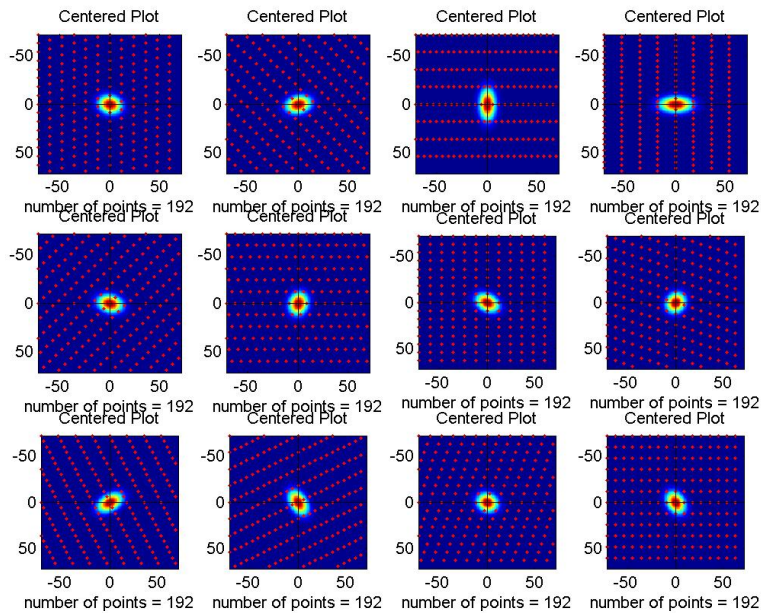 Centered Plot Centered Plot Centered Plot Centered Plot
-50 -50 -50 -50
0 0 0 0
50 50 50 50
-50 0 50 -50 0 50 -50 0 50 -50 0 50
number of points = 192 number of points = 192 number of points = 192 number of points = 192
Centered Plot Centered Plot Centered Plot Centered Plot
-50 -50 -50 -50
0 0 0 0
50 50 50 50
-50 0 50 -50 0 50 -50 0 50 -50 0 50
number of points = 192 number of points = 192 number of points = 192 number of points = 192
Centered Plot Centered Plot Centered Plot Centered Plot
-50 -50 -50 -50
0 0 0 0
50 50 50 50
-50 0 50 -50 0 50 -50 0 50 -50 0 50
number of points = 192 number of points = 192 number of points = 192 number of points = 192